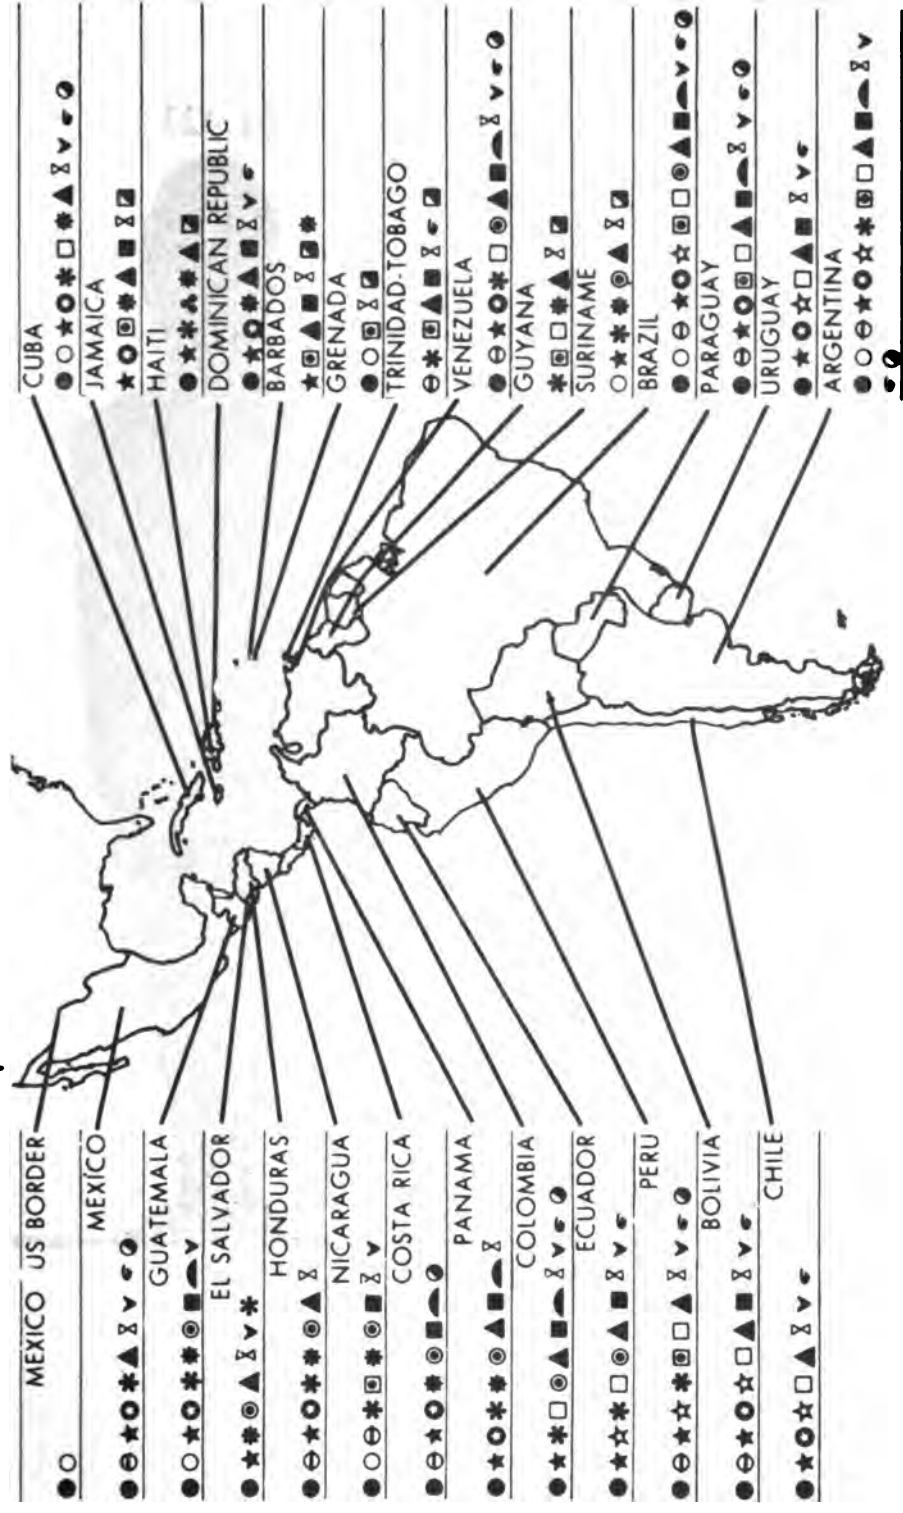 MEXICO US BORDER
MEXICO
GUATEMALA
EL SALVADOR
HONDURAS
NICARAGUA
COSTA RICA
PANAMA
COLOMBIA
ECUADOR
PERU
BOLIVIA
CHILE
CUBA
JAMAICA
HAITI
DOMINICAN REPUBLIC
BARBADOS
GRENADA
TRINIDAD-TOBAGO
VENEZUELA
GUYANA
SURINAME
BRAZIL
PARAGUAY
URUGUAY
ARGENTINA